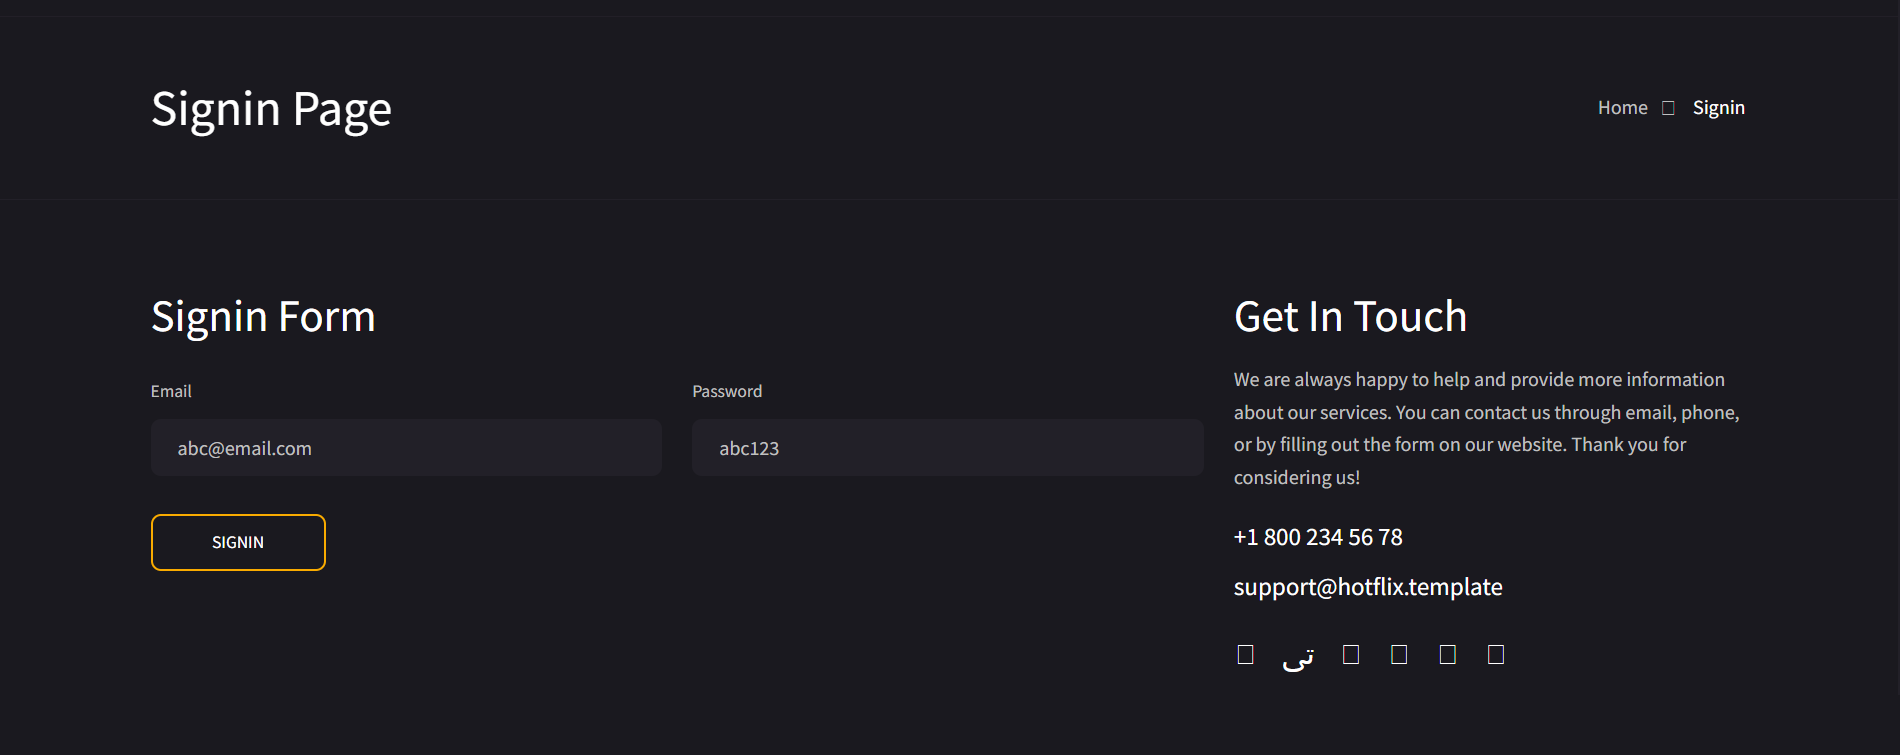 Signin Page
Home Signin
Signin Form
Email
Password
abc@email.com
abc123
SIGNIN
Get In Touch
We are always happy to help and provide more information
about our services. You can contact us through email, phone,
or by filling out the form on our website. Thank you for
considering us!
+1 800 234 56 78
support@hotflix.template
تى